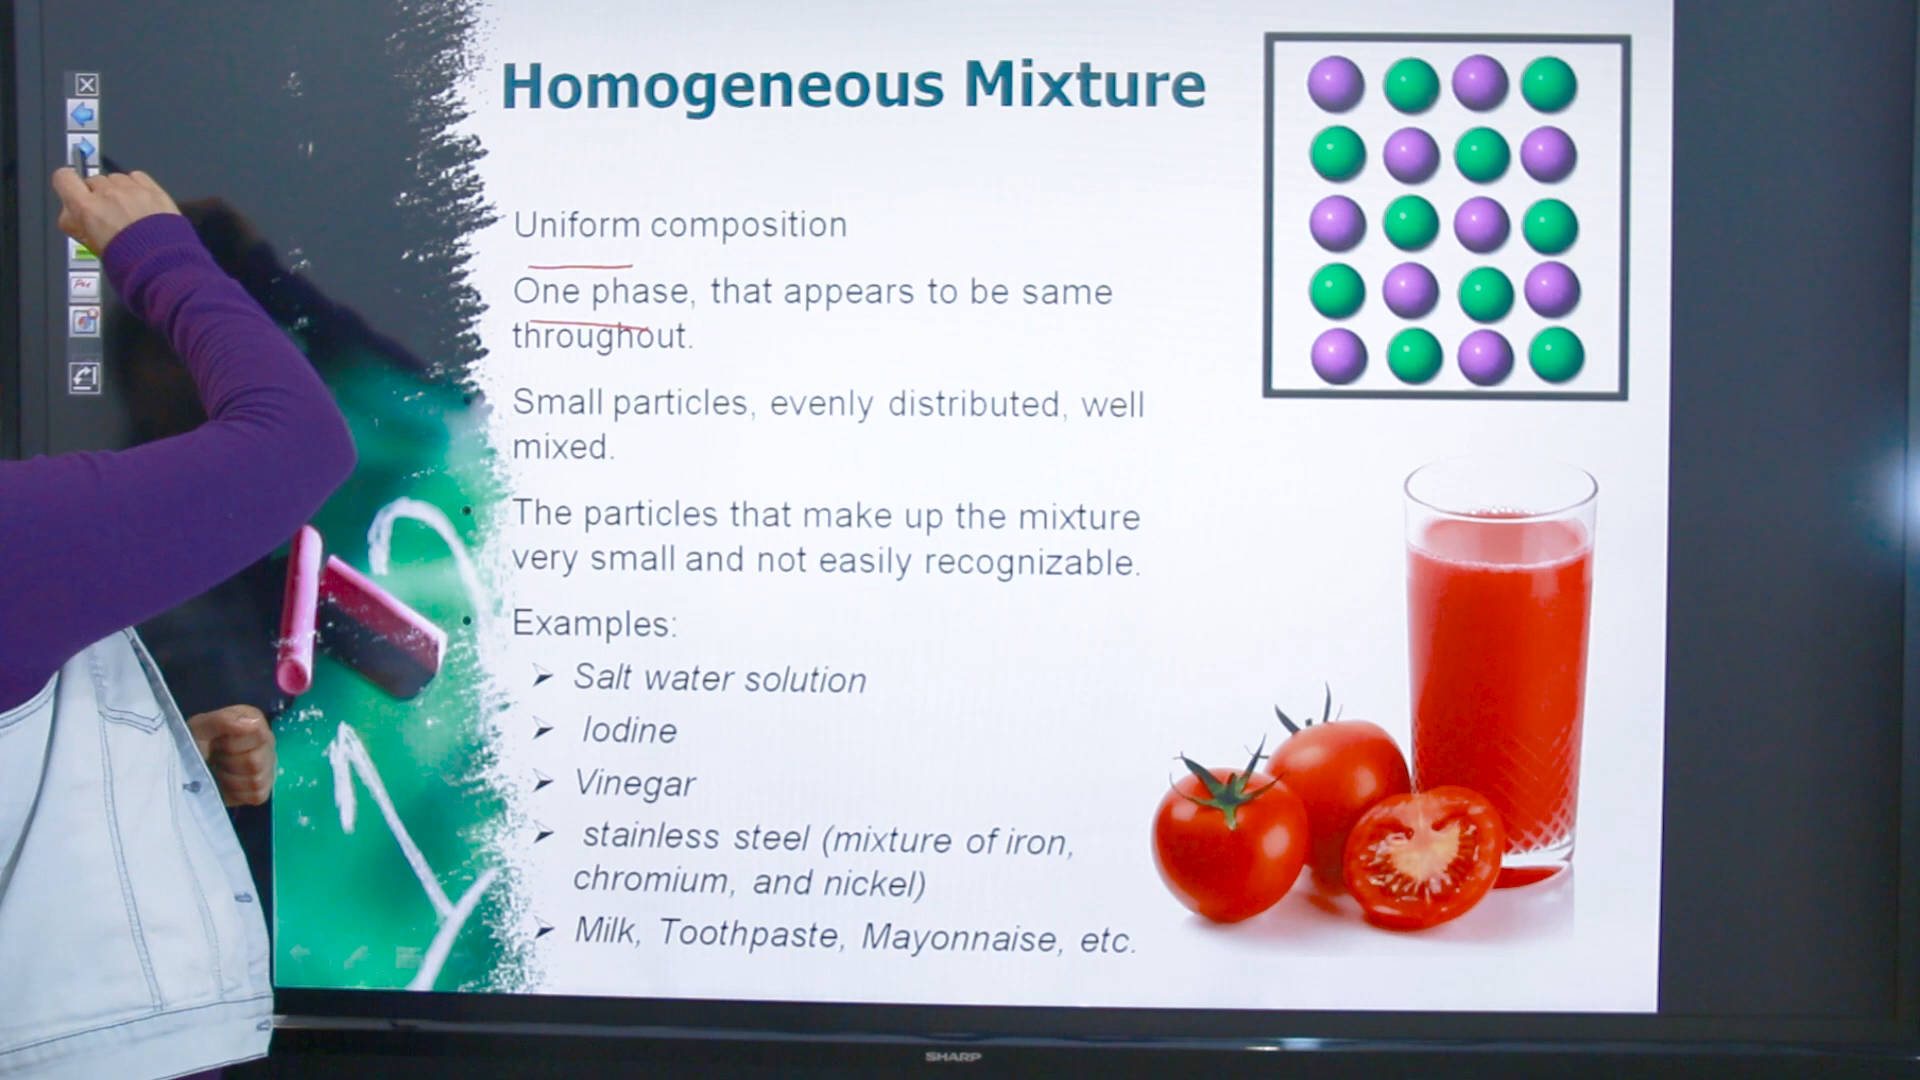 Homogeneous Mixture
Uniform composition
One phase, that appears to be same
throughout.
Small particles, evenly distributed, well
mixed.
• The particles that make up the mixture
very small and not easily recognizable.
• Examples:
➢ Salt water solution
➢ Iodine
➢ Vinegar
➢ stainless steel (mixture of iron,
chromium, and nickel)
➢ Milk, Toothpaste, Mayonnaise, etc.
SHARP